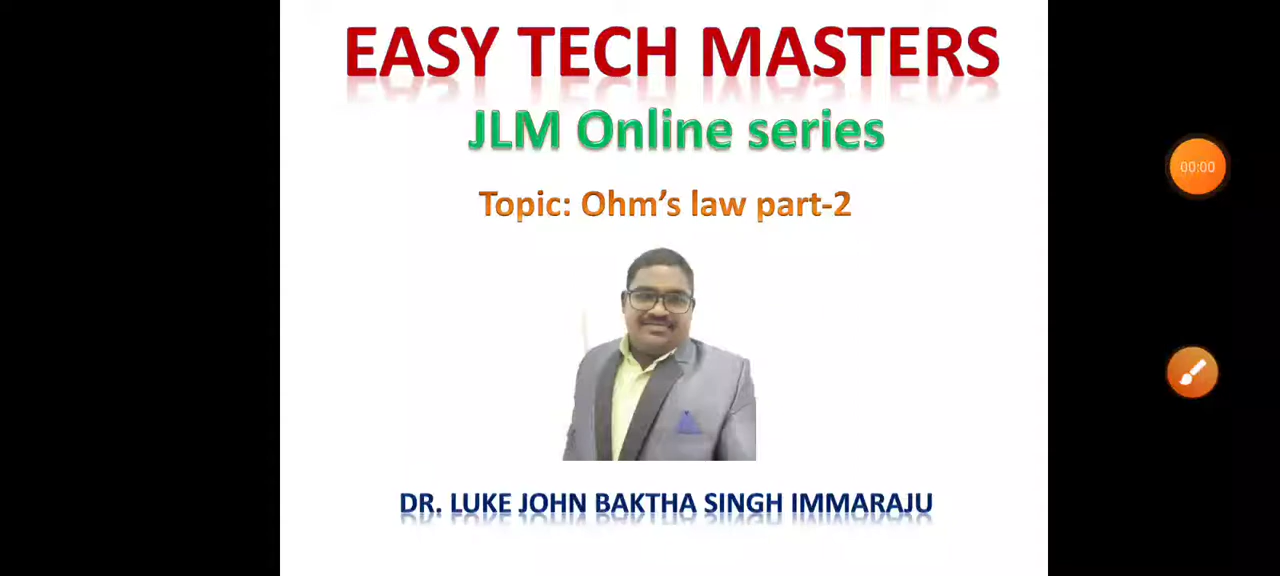 EASY TECH MASTERS
JLM Online series
00:00
Topic: Ohm's law part-2
DR. LUKE JOHN BAKTHA SINGH IMMARAJU